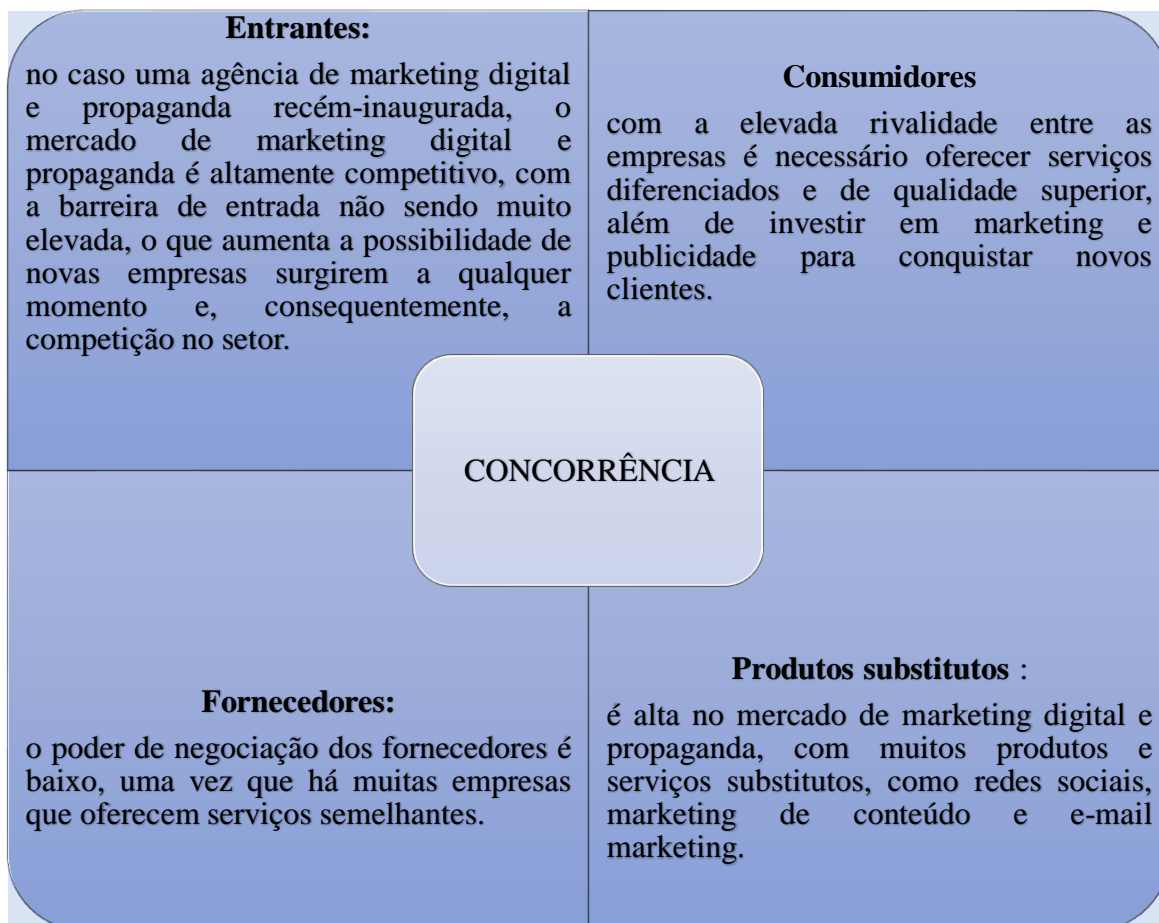 Entrantes:
no caso uma agência de marketing digital
e propaganda recém-inaugurada, o
mercado de marketing digital e
propaganda é altamente competitivo, com
a barreira de entrada não sendo muito
elevada, o que aumenta a possibilidade de
novas empresas surgirem a qualquer
momento e, consequentemente, a
competição no setor.
Consumidores
com a elevada rivalidade entre as
empresas é necessário oferecer serviços
diferenciados e de qualidade superior,
além de investir em marketing e
publicidade para conquistar novos
clientes.
CONCORRÊNCIA
Fornecedores:
o poder de negociação dos fornecedores é
baixo, uma vez que há muitas empresas
que oferecem serviços semelhantes.
Produtos substitutos :
é alta no mercado de marketing digital e
propaganda, com muitos produtos e
serviços substitutos, como redes sociais,
marketing de conteúdo e e-mail
marketing.